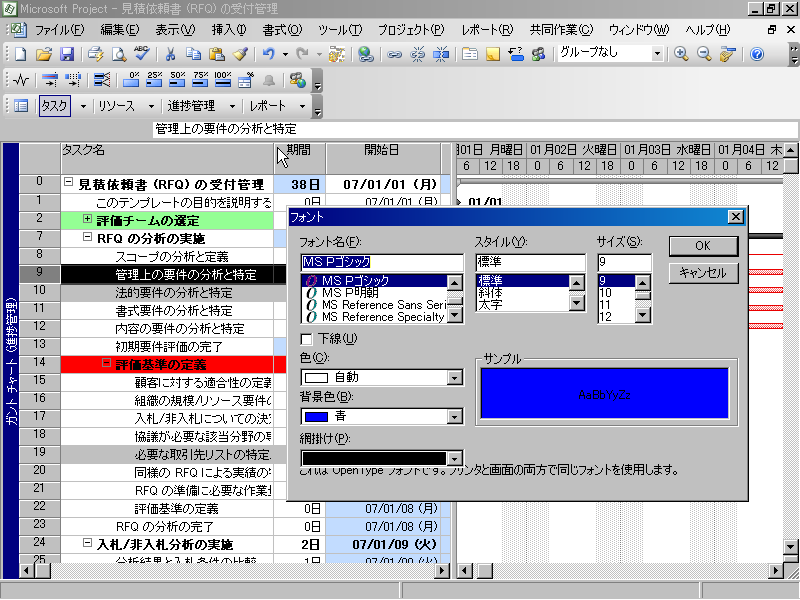 Microsoft Project - 見積依頼書 (RFQ) の受付管理
ファイル(F) 編集(E) 表示(V) 挿入(I) 書式(O) ツール(T) プロジェクト(P) レポート(R) 共同作業(C) ウィンドウ(W) ヘルプ(H)
グループなし
0% 25% 50% 75% 100%
タスク リソース 進捗管理 レポート
管理上の要件の分析と特定
タスク名 期間 開始日
月01日 月曜日 01月02日 火曜日 01月03日 水曜日 01月04日 木
6 12 18 0 6 12 18 0 6 12 18 0 6 12
0 見積依頼書 (RFQ) の受付管理 38日 07/01/01 (月)
1 このテンプレートの目的を説明する 0日 07/01/01 (月) 01/01
2 評価チームの選定
7 RFQ の分析の実施
8 スコープの分析と定義
9 管理上の要件の分析と特定
10 法的要件の分析と特定
11 書式要件の分析と特定
12 内容の要件の分析と特定
13 初期要件評価の完了
14 評価基準の定義
15 顧客に対する適合性の定義
16 組織の規模/リソース要件の
17 入札/非入札についての決
18 協議が必要な該当分野の
19 必要な取引先リストの特定
20 同様の RFQ による実績の
21 RFQ の準備に必要な作業
22 評価基準の定義 0日 07/01/08 (月)
23 RFQ の分析の完了 0日 07/01/08 (月)
24 入札/非入札分析の実施 2日 07/01/09 (火)
25 分析結果と入札条件の比較 1日 07/01/09 (火)
ガント チャート (進捗管理)
フォント
フォント名(F): スタイル(Y): サイズ(S):
MS Pゴシック 標準 9
MS Pゴシック
MS P明朝
MS Reference Sans Seri
MS Reference Specialty
標準
斜体
太字
9
10
11
12
OK
キャンセル
下線(U)
色(C):
自動
背景色(B):
青
網掛け(P):
サンプル
AaBbYyZz
これは OpenType フォントです。プリンタと画面の両方で同じフォントを使用します。